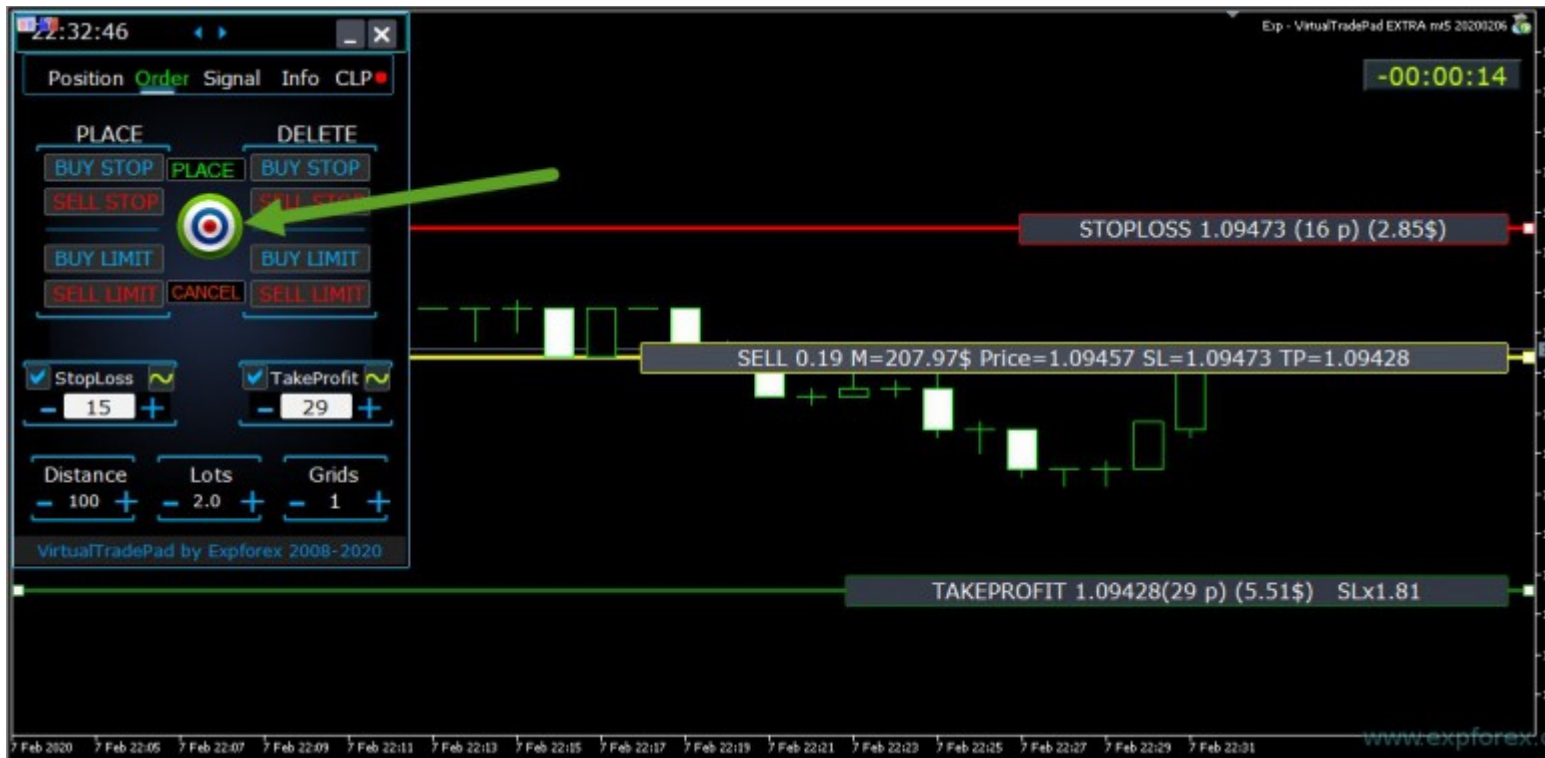 22:32:46
Exp - VirtualTradePad EXTRA mt5 20200206
Position Order Signal Info CLP
-00:00:14
PLACE DELETE
BUY STOP PLACE BUY STOP
SELL STOP SELL STOP
STOPLOSS 1.09473 (16 p) (2.85$)
BUY LIMIT BUY LIMIT
SELL LIMIT CANCEL SELL LIMIT
SELL 0.19 M=207.97$ Price=1.09457 SL=1.09473 TP=1.09428
StopLoss TakeProfit
- 15 + - 29 +
Distance Lots Grids
- 100 + - 2.0 + - 1 +
VirtualTradePad by Expforex 2008-2020
TAKEPROFIT 1.09428(29 p) (5.51$) SLx1.81
7 Feb 2020 7 Feb 22:05 7 Feb 22:07 7 Feb 22:09 7 Feb 22:11 7 Feb 22:13 7 Feb 22:15 7 Feb 22:17 7 Feb 22:19 7 Feb 22:21 7 Feb 22:23 7 Feb 22:25 7 Feb 22:27 7 Feb 22:29 7 Feb 22:31
www.expforex.